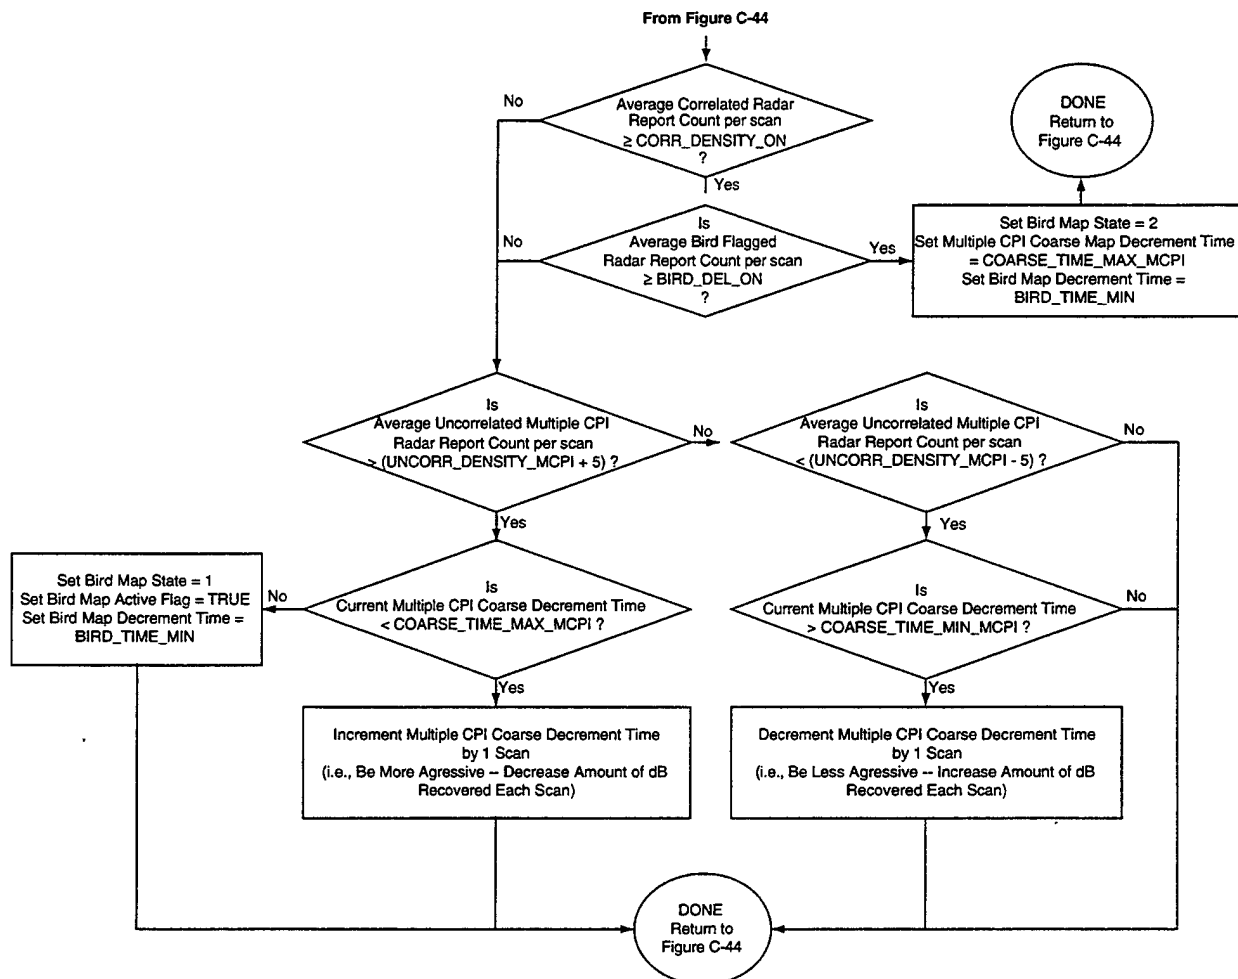 From Figure C-44
No
Average Correlated Radar
Report Count per scan
≥ CORR_DENSITY_ON
?
Yes
DONE
Return to
Figure C-44
No
Is
Average Bird Flagged
Radar Report Count per scan
≥ BIRD_DEL_ON
?
Yes
Set Bird Map State = 2
Set Multiple CPI Coarse Map Decrement Time
= COARSE_TIME_MAX_MCPI
Set Bird Map Decrement Time =
BIRD_TIME_MIN
Is
Average Uncorrelated Multiple CPI
Radar Report Count per scan
> (UNCORR_DENSITY_MCPI + 5) ?
No
Yes
Is
Average Uncorrelated Multiple CPI
Radar Report Count per scan
< (UNCORR_DENSITY_MCPI - 5) ?
No
Yes
Set Bird Map State = 1
Set Bird Map Active Flag = TRUE
Set Bird Map Decrement Time =
BIRD_TIME_MIN
No
Is
Current Multiple CPI Coarse Decrement Time
< COARSE_TIME_MAX_MCPI ?
Yes
Is
Current Multiple CPI Coarse Decrement Time
> COARSE_TIME_MIN_MCPI ?
No
Yes
Increment Multiple CPI Coarse Decrement Time
by 1 Scan
(i.e., Be More Agressive -- Decrease Amount of dB
Recovered Each Scan)
Decrement Multiple CPI Coarse Decrement Time
by 1 Scan
(i.e., Be Less Agressive -- Increase Amount of dB
Recovered Each Scan)
DONE
Return to
Figure C-44